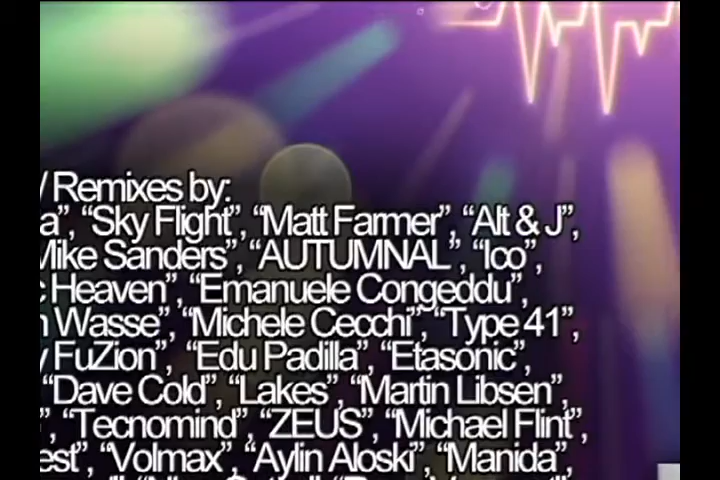 / Remixes by:
a”, “Sky Flight”, “Matt Farmer”, “Alt & J”,
Mike Sanders”, “AUTUMNAL”, “Ico”,
c Heaven”, “Emanuele Congeddu”,
n Wasse”, “Michele Cecchi”, “Type 41”,
y FuZion”, “Edu Padilla”, “Etasonic”,
“Dave Cold”, “Lakes”, “Martin Libsen”,
”, “Tecnomind”, “ZEUS”, “Michael Flint”,
est”, “Volmax”, “Aylin Aloski”, “Manida”,